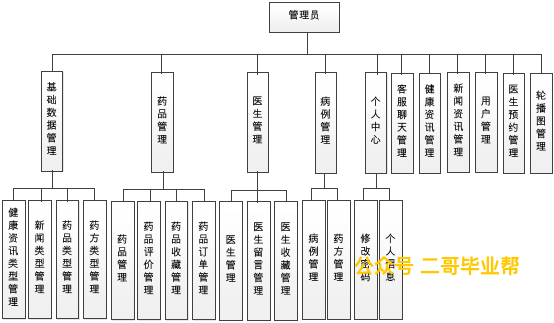 管理员
基础数据管理
药品管理
医生管理
病例管理
个人中心
客服聊天管理
健康资讯管理
新闻资讯管理
用户管理
医生预约管理
轮播图管理
健康资讯类型管理
新闻类型管理
药品类型管理
药方类型管理
药品管理
药品评价管理
药品收藏管理
药品订单管理
医生管理
医生留言管理
医生收藏管理
病例管理
药方管理
修改密码
个人信息
公众号 二哥毕业帮